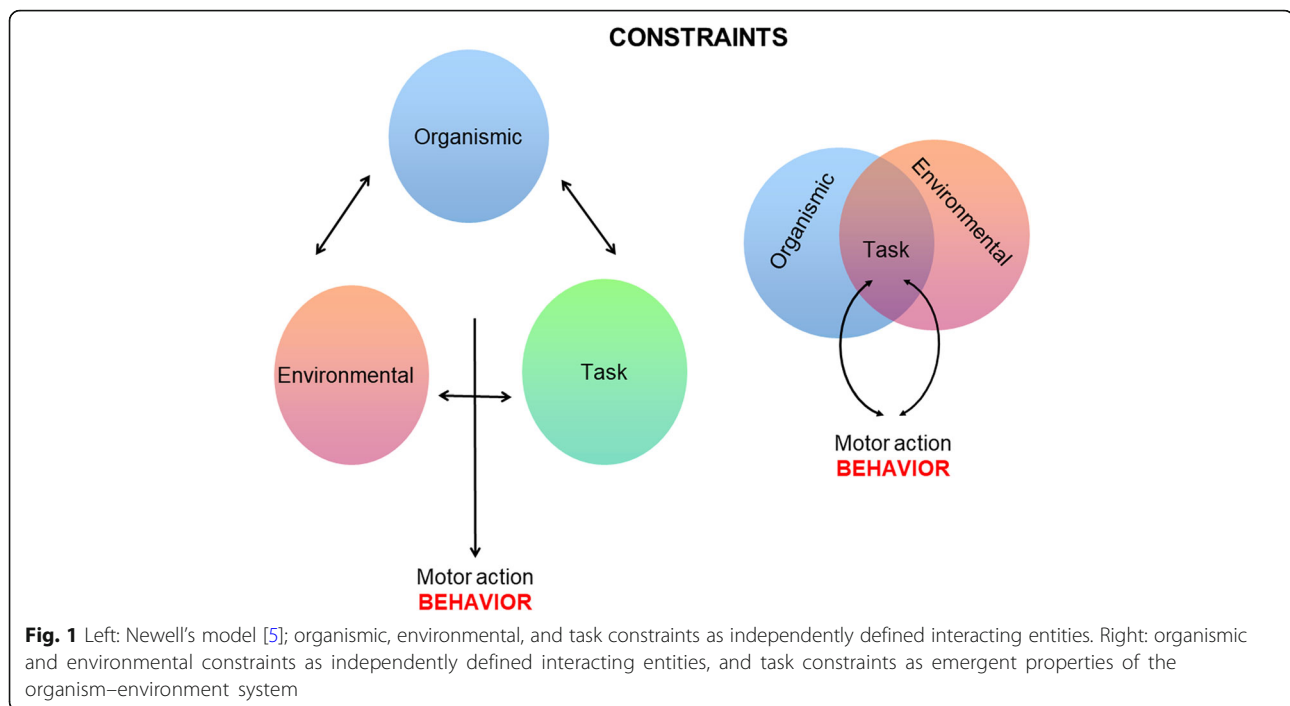 CONSTRAINTS
Organismic
Environmental
Task
Motor action
BEHAVIOR
Organismic
Environmental
Task
Motor action
BEHAVIOR
Fig. 1 Left: Newell's model [5]; organismic, environmental, and task constraints as independently defined interacting entities. Right: organismic
and environmental constraints as independently defined interacting entities, and task constraints as emergent properties of the
organism–environment system